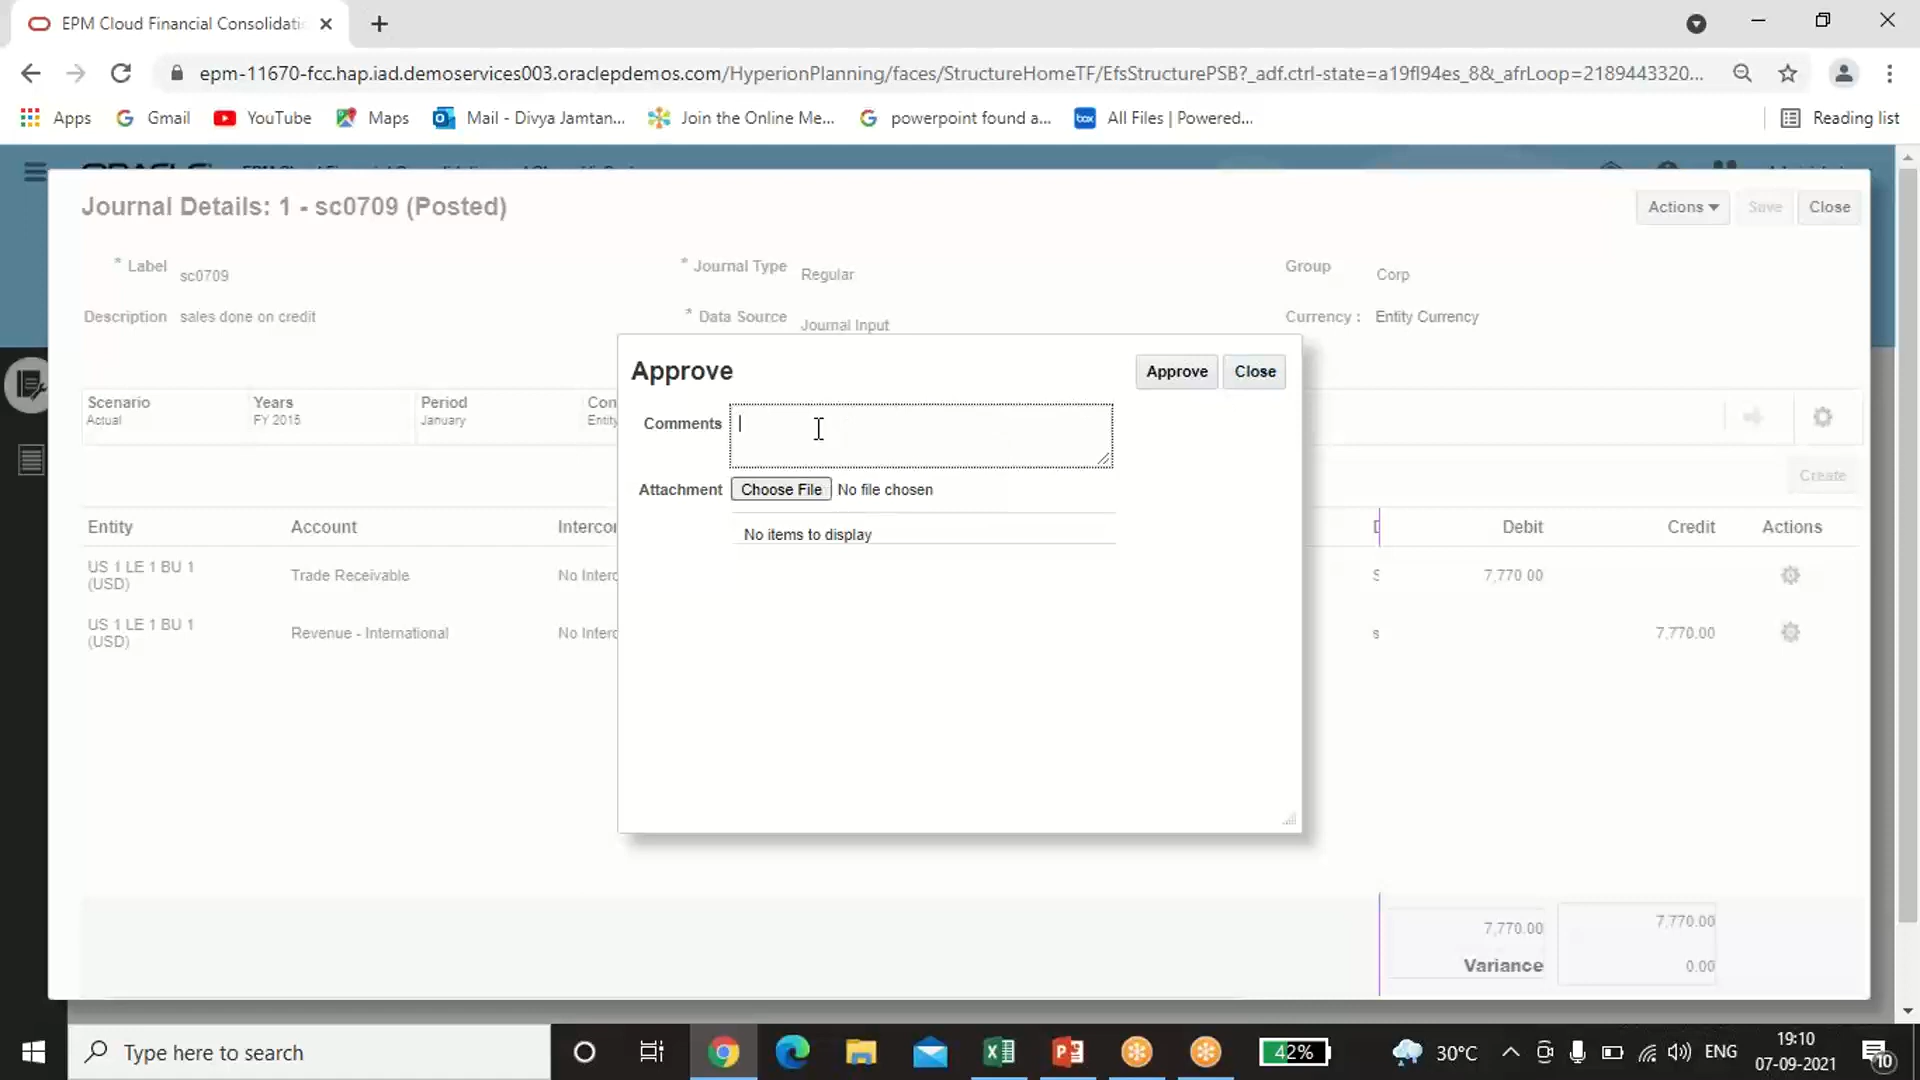 EPM Cloud Financial Consolidati
epm-11670-fcc.hap.iad.demoservices003.oraclepdemos.com/HyperionPlanning/faces/StructureHomeTF/EfsStructurePSB?_adf.ctrl-state=a19fl94es_8&_afrLoop=2189443320...
Apps Gmail YouTube Maps Mail - Divya Jamtan... Join the Online Me... powerpoint found a... box All Files | Powered... Reading list
Journal Details: 1 - sc0709 (Posted) Actions Save Close
* Label sc0709 * Journal Type Regular Group Corp
Description sales done on credit * Data Source Journal Input Currency : Entity Currency
Approve Approve Close
Comments
Attachment Choose File No file chosen
No items to display
Scenario Years Period Con
Actual FY 2015 January Entity
Create
Entity Account Intercor Debit Credit Actions
US 1 LE 1 BU 1
(USD) Trade Receivable No Interc S 7,770.00
US 1 LE 1 BU 1
(USD) Revenue - International No Interc s 7,770.00
7,770.00 7,770.00
Variance 0.00
Type here to search 42% 30°C ENG 19:10
07-09-2021 10